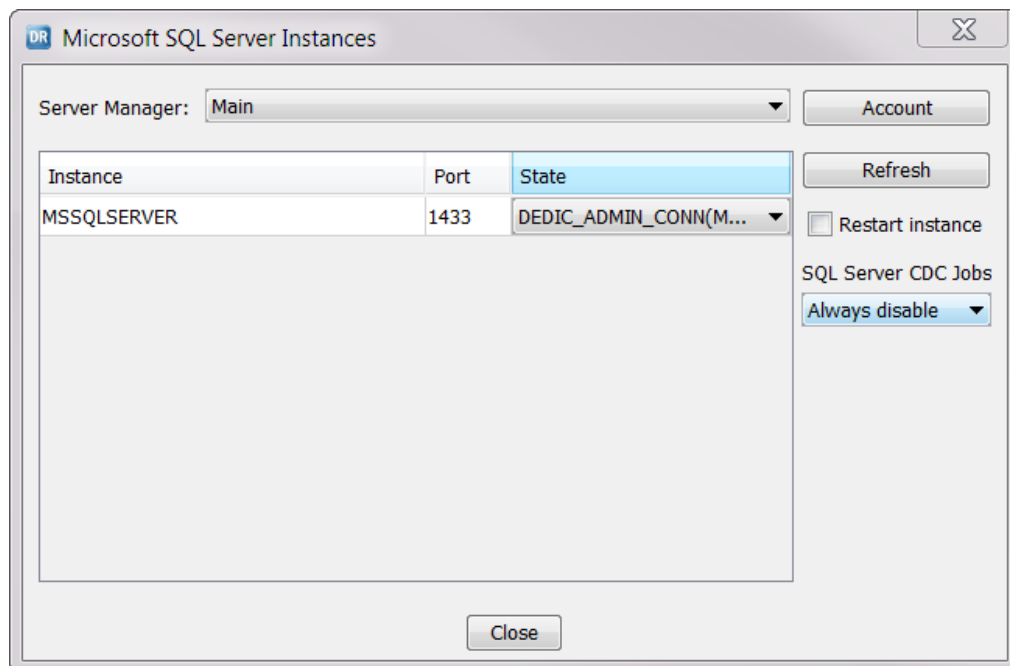 DR Microsoft SQL Server Instances
Server Manager: Main Account
Instance Port State Refresh
MSSQLSERVER 1433 DEDIC_ADMIN_CONN(M... Restart instance
SQL Server CDC Jobs
Always disable
Close